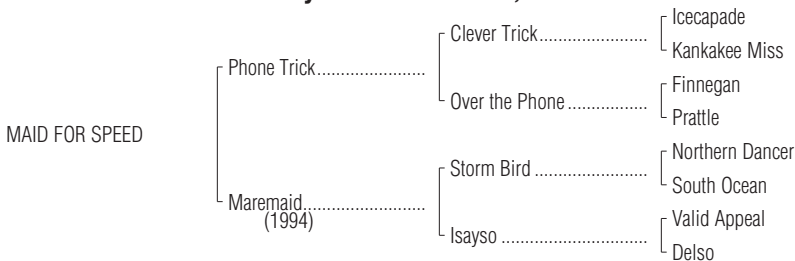 Icecapade
Clever Trick......................
Kankakee Miss
Phone Trick......................
Finnegan
Over the Phone................
Prattle
MAID FOR SPEED
Northern Dancer
Storm Bird.......................
South Ocean
Maremaid.........................
(1994)
Valid Appeal
Isayso..............................
Delso